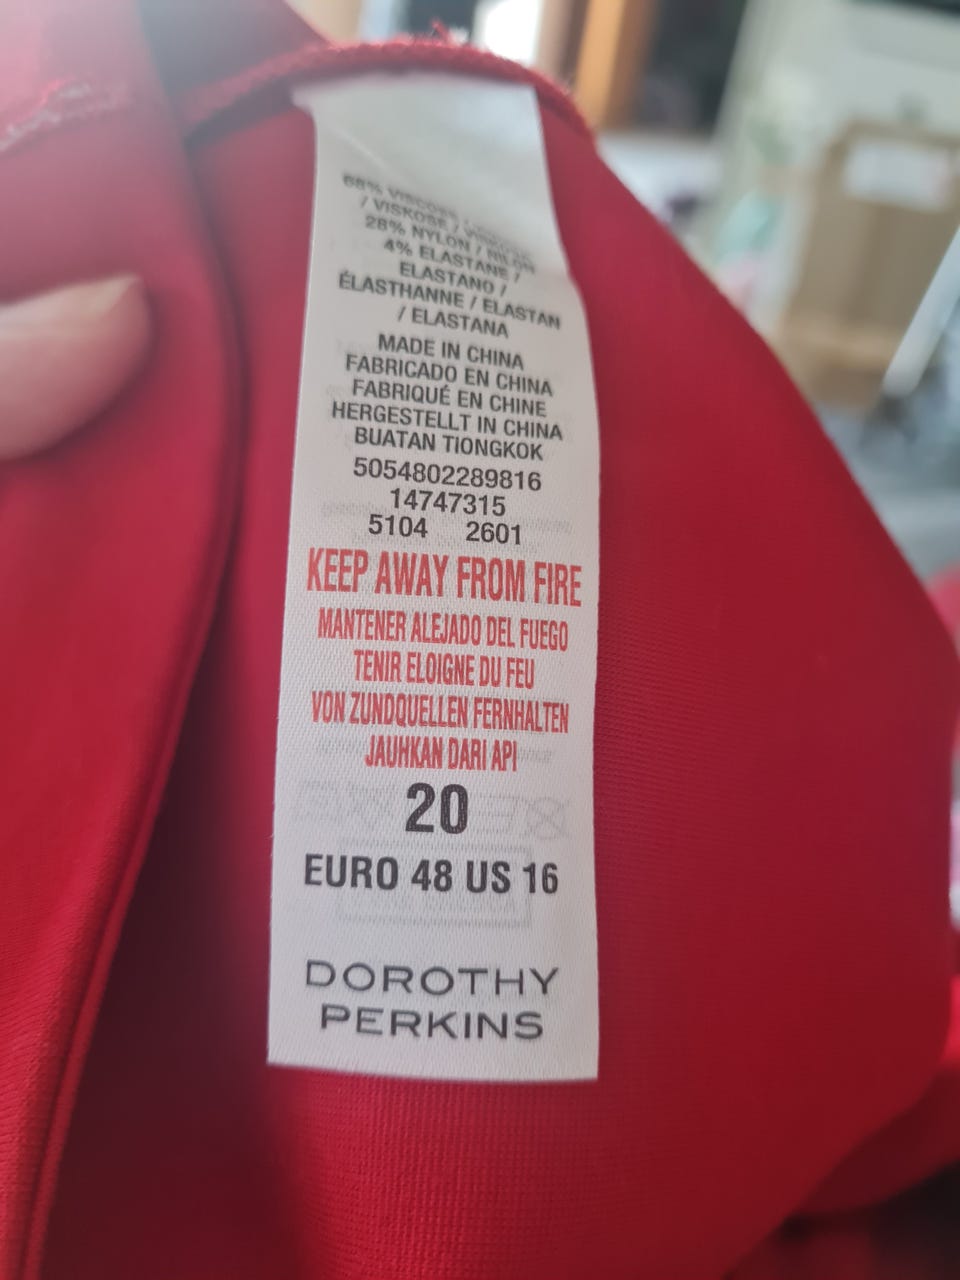 68% VISCOSE /
/ VISKOSE /
28% NYLON / NILON
4% ELASTANE /
ELASTANO /
ÉLASTHANNE / ELASTAN
/ ELASTANA
MADE IN CHINA
FABRICADO EN CHINA
FABRIQUÉ EN CHINE
HERGESTELLT IN CHINA
BUATAN TIONGKOK
5054802289816
14747315
5104 2601
KEEP AWAY FROM FIRE
MANTENER ALEJADO DEL FUEGO
TENIR ELOIGNE DU FEU
VON ZUNDQUELLEN FERNHALTEN
JAUHKAN DARI API
20
EURO 48 US 16
DOROTHY
PERKINS